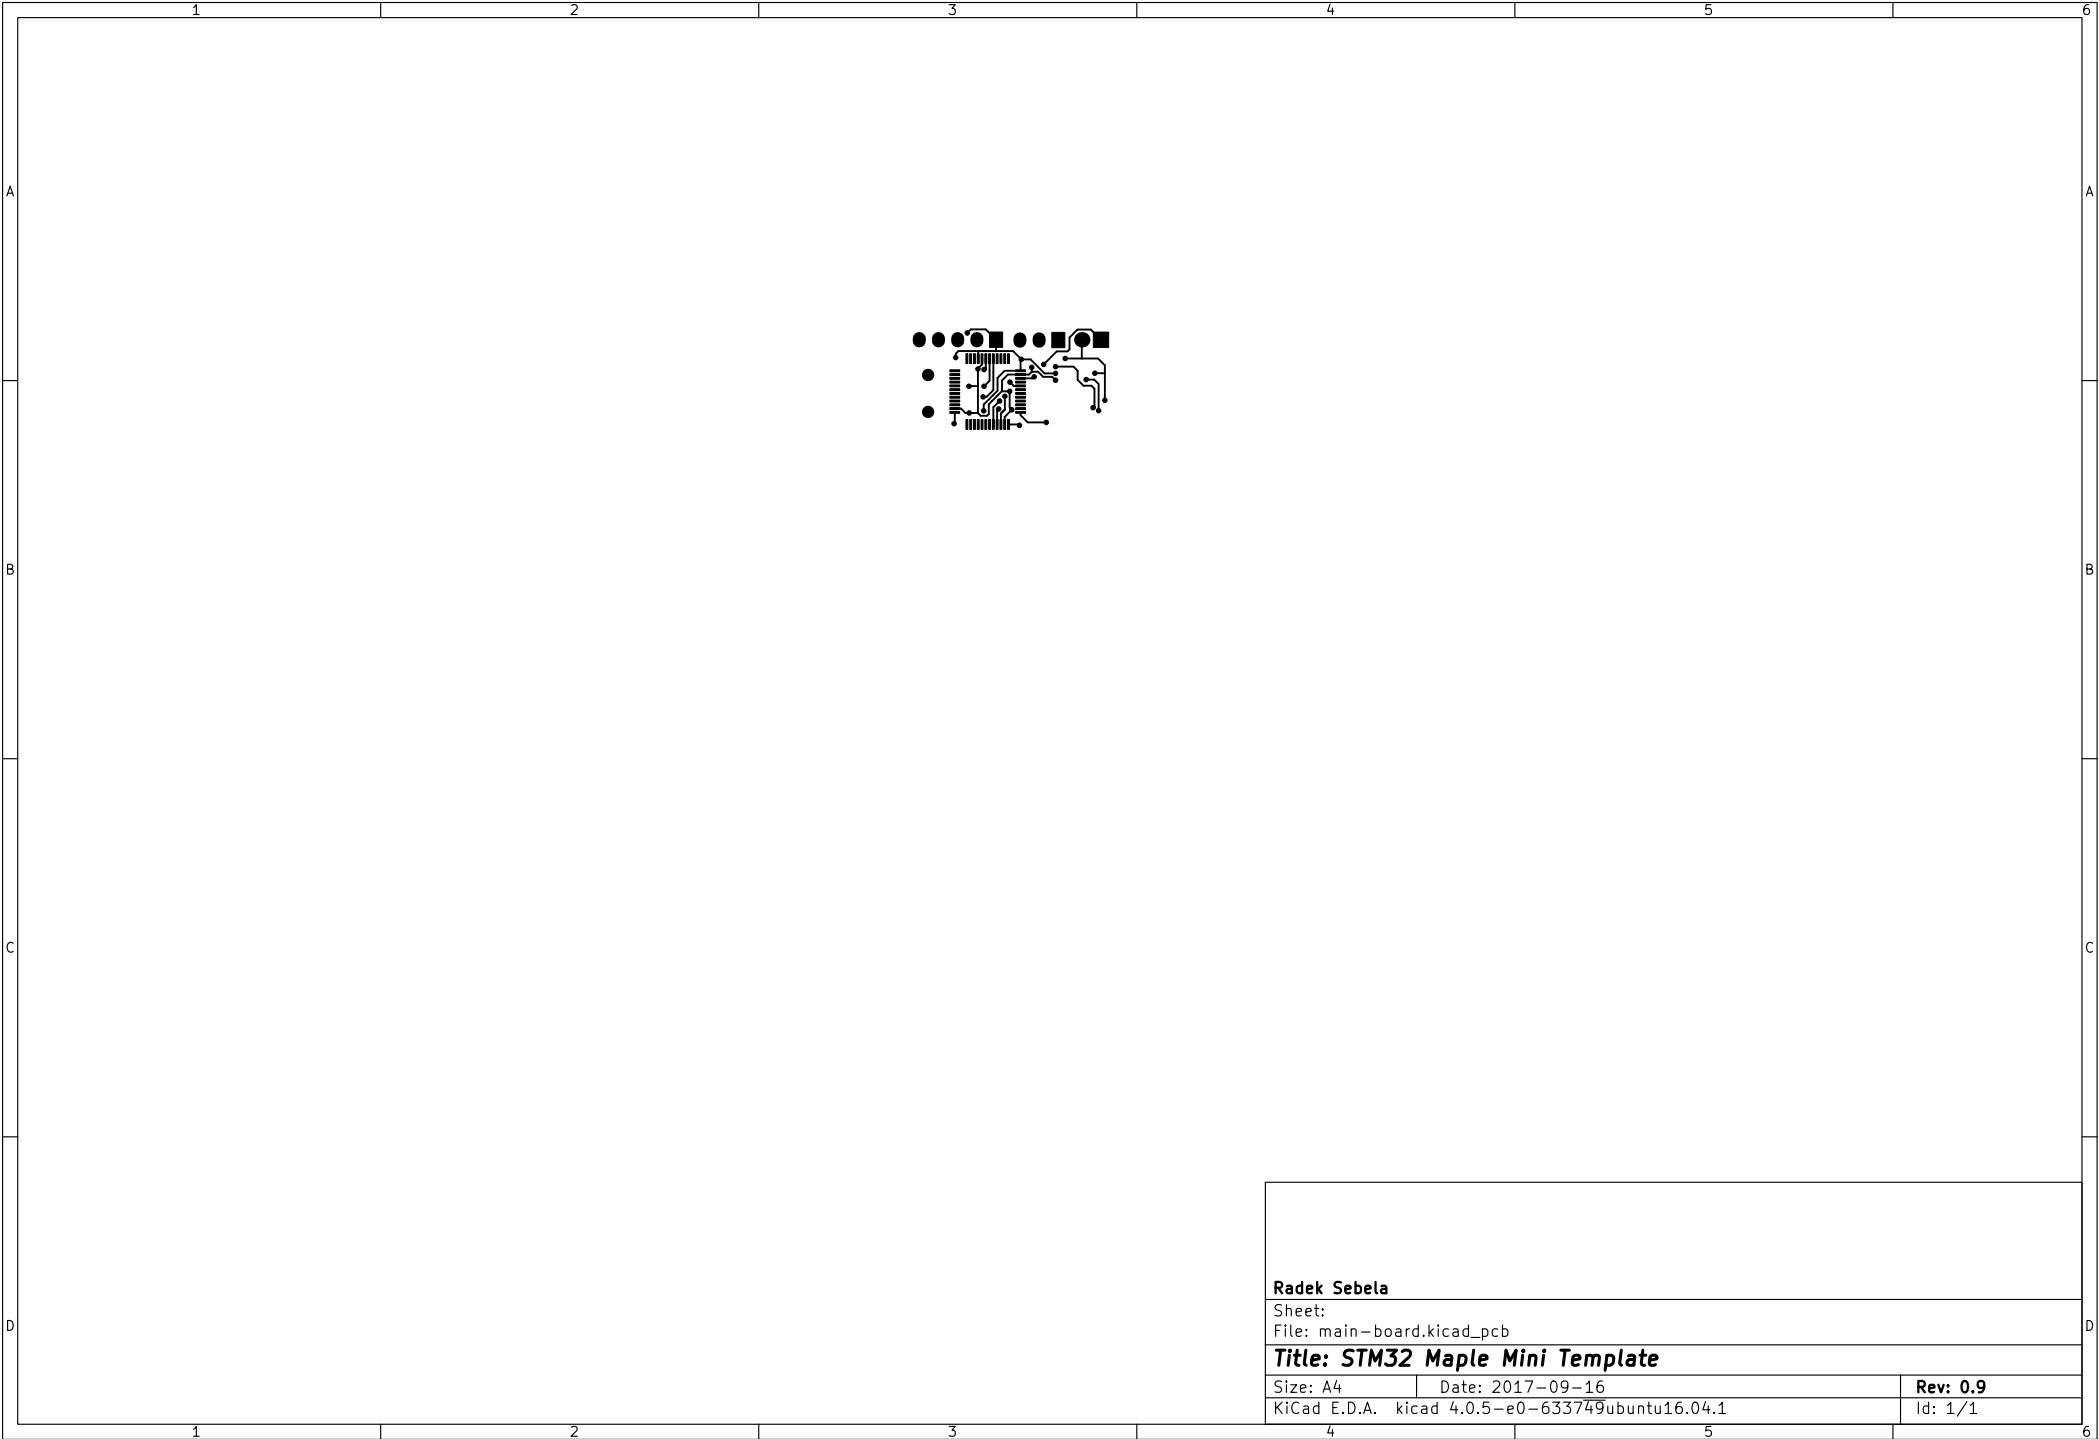 1 2 3 4 5 6
A A
B B
C C
Radek Sebela
Sheet:
D D
File: main-board.kicad_pcb
Title: STM32 Maple Mini Template
Size: A4 Date: 2017-09-16 Rev: 0.9
KiCad E.D.A. kicad 4.0.5-e0-633749ubuntu16.04.1 Id: 1/1
1 2 3 4 5 6